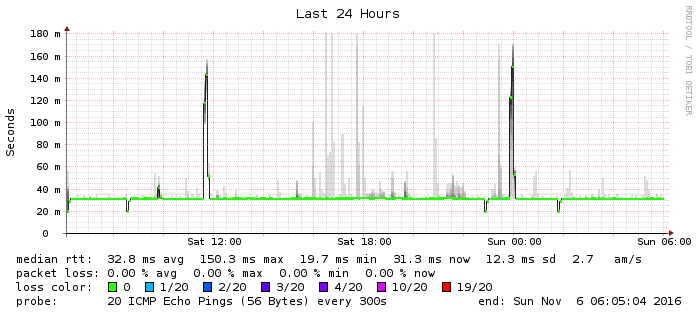 Last 24 Hours
RRDTOOL / TOBI OETIKER
Seconds
180 m
160 m
140 m
120 m
100 m
80 m
60 m
40 m
20 m
0
Sat 12:00 Sat 18:00 Sun 00:00 Sun 06:00
median rtt: 32.8 ms avg 150.3 ms max 19.7 ms min 31.3 ms now 12.3 ms sd 2.7 am/s
packet loss: 0.00 % avg 0.00 % max 0.00 % min 0.00 % now
loss color: 0 1/20 2/20 3/20 4/20 10/20 19/20
probe: 20 ICMP Echo Pings (56 Bytes) every 300s end: Sun Nov 6 06:05:04 2016